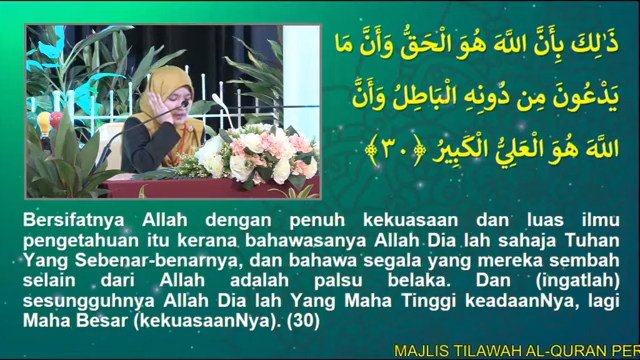 ذَٰلِكَ بِأَنَّ اللَّهَ هُوَ الْحَقُّ وَأَنَّ مَا
يَدْعُونَ مِن دُونِهِ الْبَاطِلُ وَأَنَّ
اللَّهَ هُوَ الْعَلِيُّ الْكَبِيرُ ﴿٣٠﴾
Bersifatnya Allah dengan penuh kekuasaan dan luas ilmu
pengetahuan itu kerana bahawasanya Allah Dia lah sahaja Tuhan
Yang Sebenar-benarnya, dan bahawa segala yang mereka sembah
selain dari Allah adalah palsu belaka. Dan (ingatlah)
sesungguhnya Allah Dia lah Yang Maha Tinggi keadaanNya, lagi
Maha Besar (kekuasaanNya). (30)
MAJLIS TILAWAH AL-QURAN PER